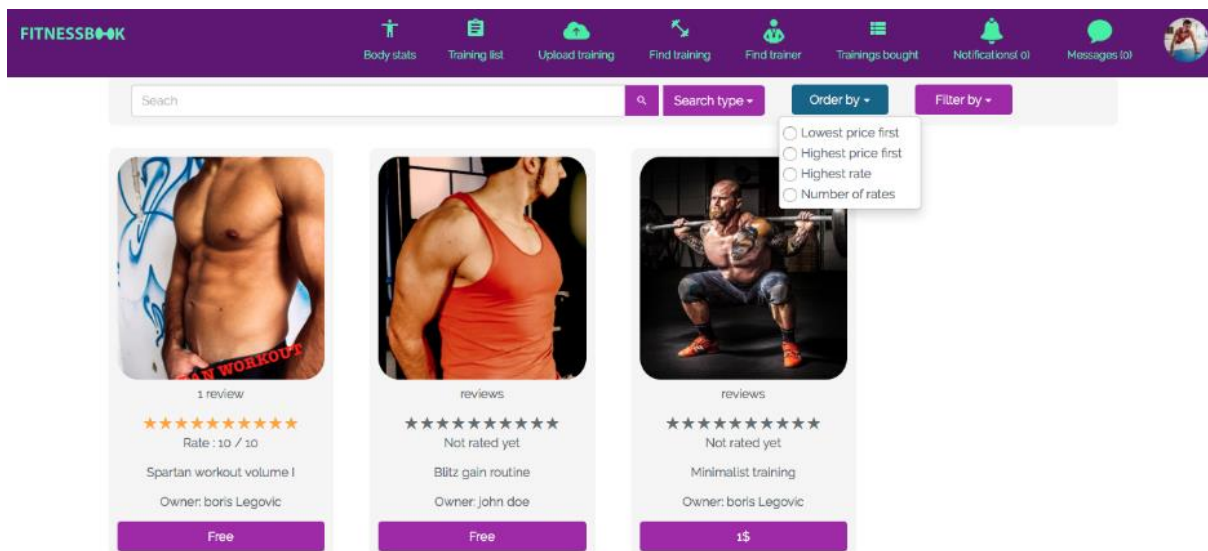 FITNESSBOOK
Body stats
Training list
Upload training
Find training
Find trainer
Trainings bought
Notifications( 0)
Messages (0)
Seach
Search type
Order by
Filter by
Lowest price first
Highest price first
Highest rate
Number of rates
AN WORKOUT
1 review
Rate : 10 / 10
Spartan workout volume I
Owner: boris Legovic
Free
reviews
Not rated yet
Blitz gain routine
Owner: john doe
Free
reviews
Not rated yet
Minimalist training
Owner: boris Legovic
1$